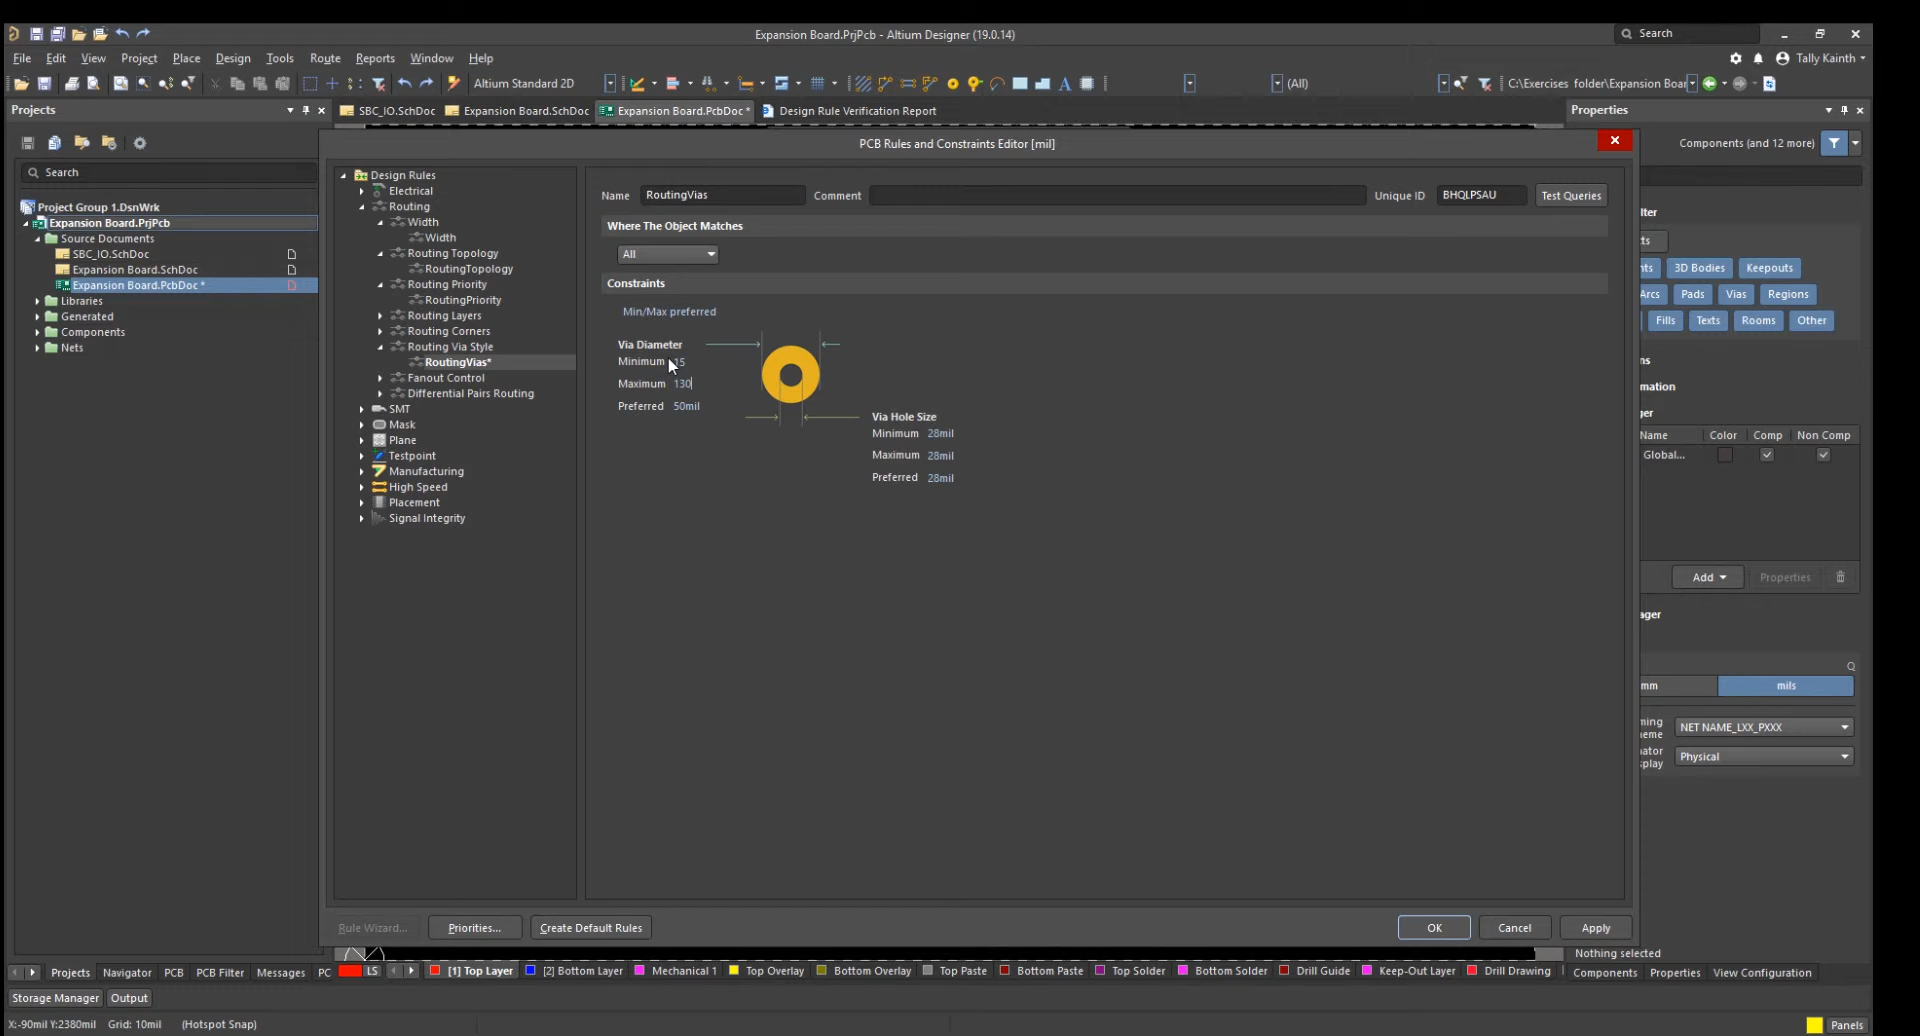 Expansion Board.PrjPcb - Altium Designer (19.0.14)
Search
File Edit View Project Place Design Tools Route Reports Window Help
Tally Kainth
Altium Standard 2D
(All)
C:\Exercises folder\Expansion Boar
Projects
SBC_IO.SchDoc
Expansion Board.SchDoc
Expansion Board.PcbDoc *
Design Rule Verification Report
Properties
PCB Rules and Constraints Editor [mil]
Components (and 12 more)
Search
Project Group 1.DsnWrk
Expansion Board.PrjPcb
Source Documents
SBC_IO.SchDoc
Expansion Board.SchDoc
Expansion Board.PcbDoc *
Libraries
Generated
Components
Nets
Design Rules
Electrical
Routing
Width
Width
Routing Topology
RoutingTopology
Routing Priority
RoutingPriority
Routing Layers
Routing Corners
Routing Via Style
RoutingVias*
Fanout Control
Differential Pairs Routing
SMT
Mask
Plane
Testpoint
Manufacturing
High Speed
Placement
Signal Integrity
Name RoutingVias Comment Unique ID BHQLPSAU Test Queries
Where The Object Matches
All
Constraints
Min/Max preferred
Via Diameter
Minimum 15
Maximum 130
Preferred 50mil
Via Hole Size
Minimum 28mil
Maximum 28mil
Preferred 28mil
Rule Wizard... Priorities... Create Default Rules OK Cancel Apply
lter
ts
nts 3D Bodies Keepouts
Arcs Pads Vias Regions
Fills Texts Rooms Other
ns
mation
ger
Name Color Comp Non Comp
Global...
Add Properties
ager
mm mils
ming
eme
NET NAME_LXX_PXXX
ator
splay
Physical
Nothing selected
Projects Navigator PCB PCB Filter Messages PC LS [1] Top Layer [2] Bottom Layer Mechanical 1 Top Overlay Bottom Overlay Top Paste Bottom Paste Top Solder Bottom Solder Drill Guide Keep-Out Layer Drill Drawing Components Properties View Configuration
Storage Manager Output
X:-90mil Y:2380mil Grid: 10mil (Hotspot Snap) Panels